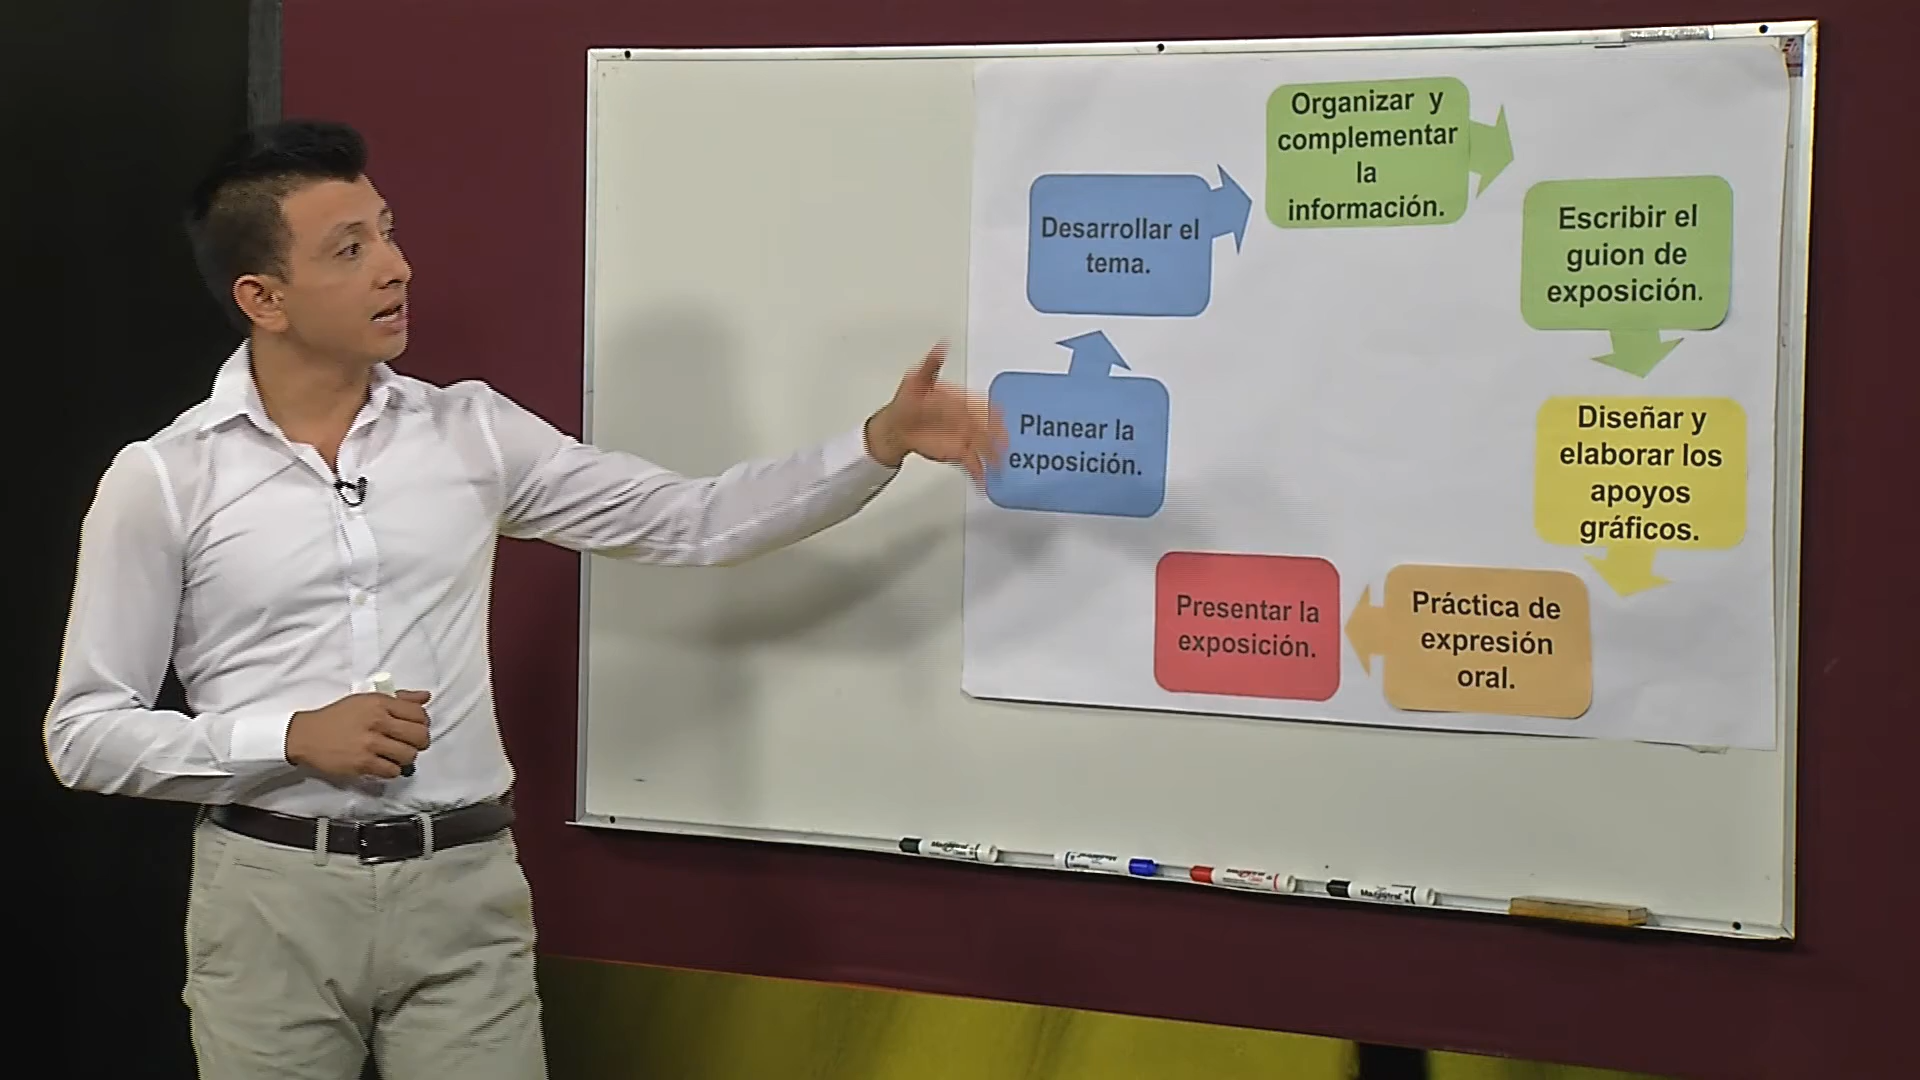 Organizar y
complementar
la
información.
Desarrollar el
tema.
Escribir el
guion de
exposición.
Planear la
exposición.
Diseñar y
elaborar los
apoyos
gráficos.
Presentar la
exposición.
Práctica de
expresión
oral.
Magistral